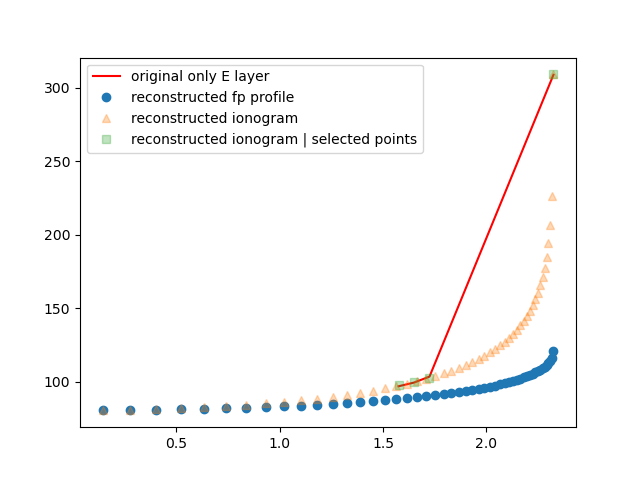 original only E layer
reconstructed fp profile
reconstructed ionogram
reconstructed ionogram | selected points
300
250
200
150
100
0.5 1.0 1.5 2.0